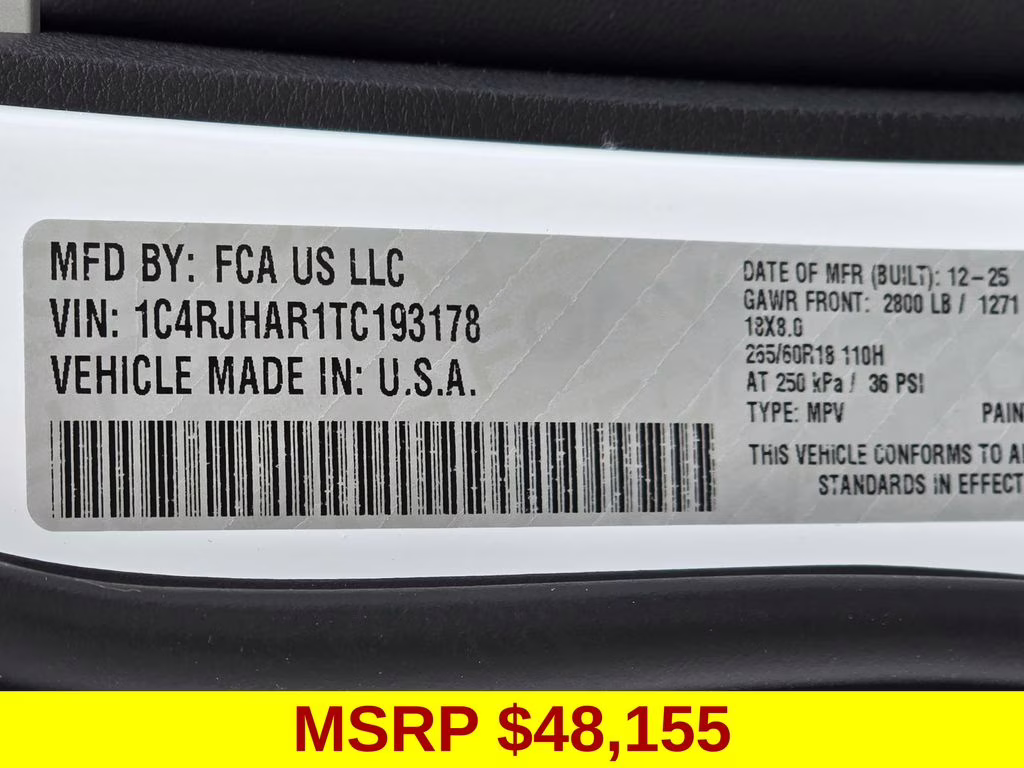 MFD BY: FCA US LLC
VIN: 1C4RJHAR1TC193178
VEHICLE MADE IN: U.S.A.
DATE OF MFR (BUILT): 12-25
GAWR FRONT: 2800 LB / 1271
18X8.0
265/60R18 110H
AT 250 kPa / 36 PSI
TYPE: MPV PAIN
THIS VEHICLE CONFORMS TO A
STANDARDS IN EFFECT
MSRP $48,155